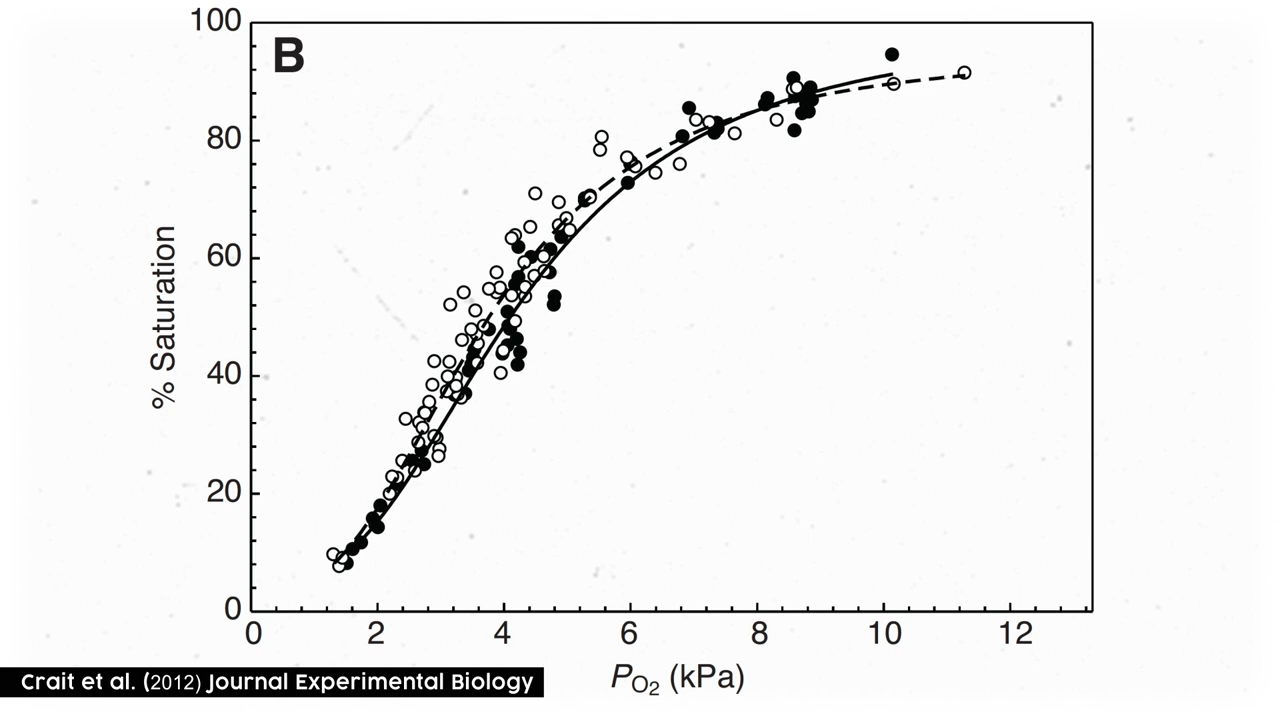 B
100
80
60
40
20
0
% Saturation
0 2 4 6 8 10 12
PO2 (kPa)
Crait et al. (2012) Journal Experimental Biology